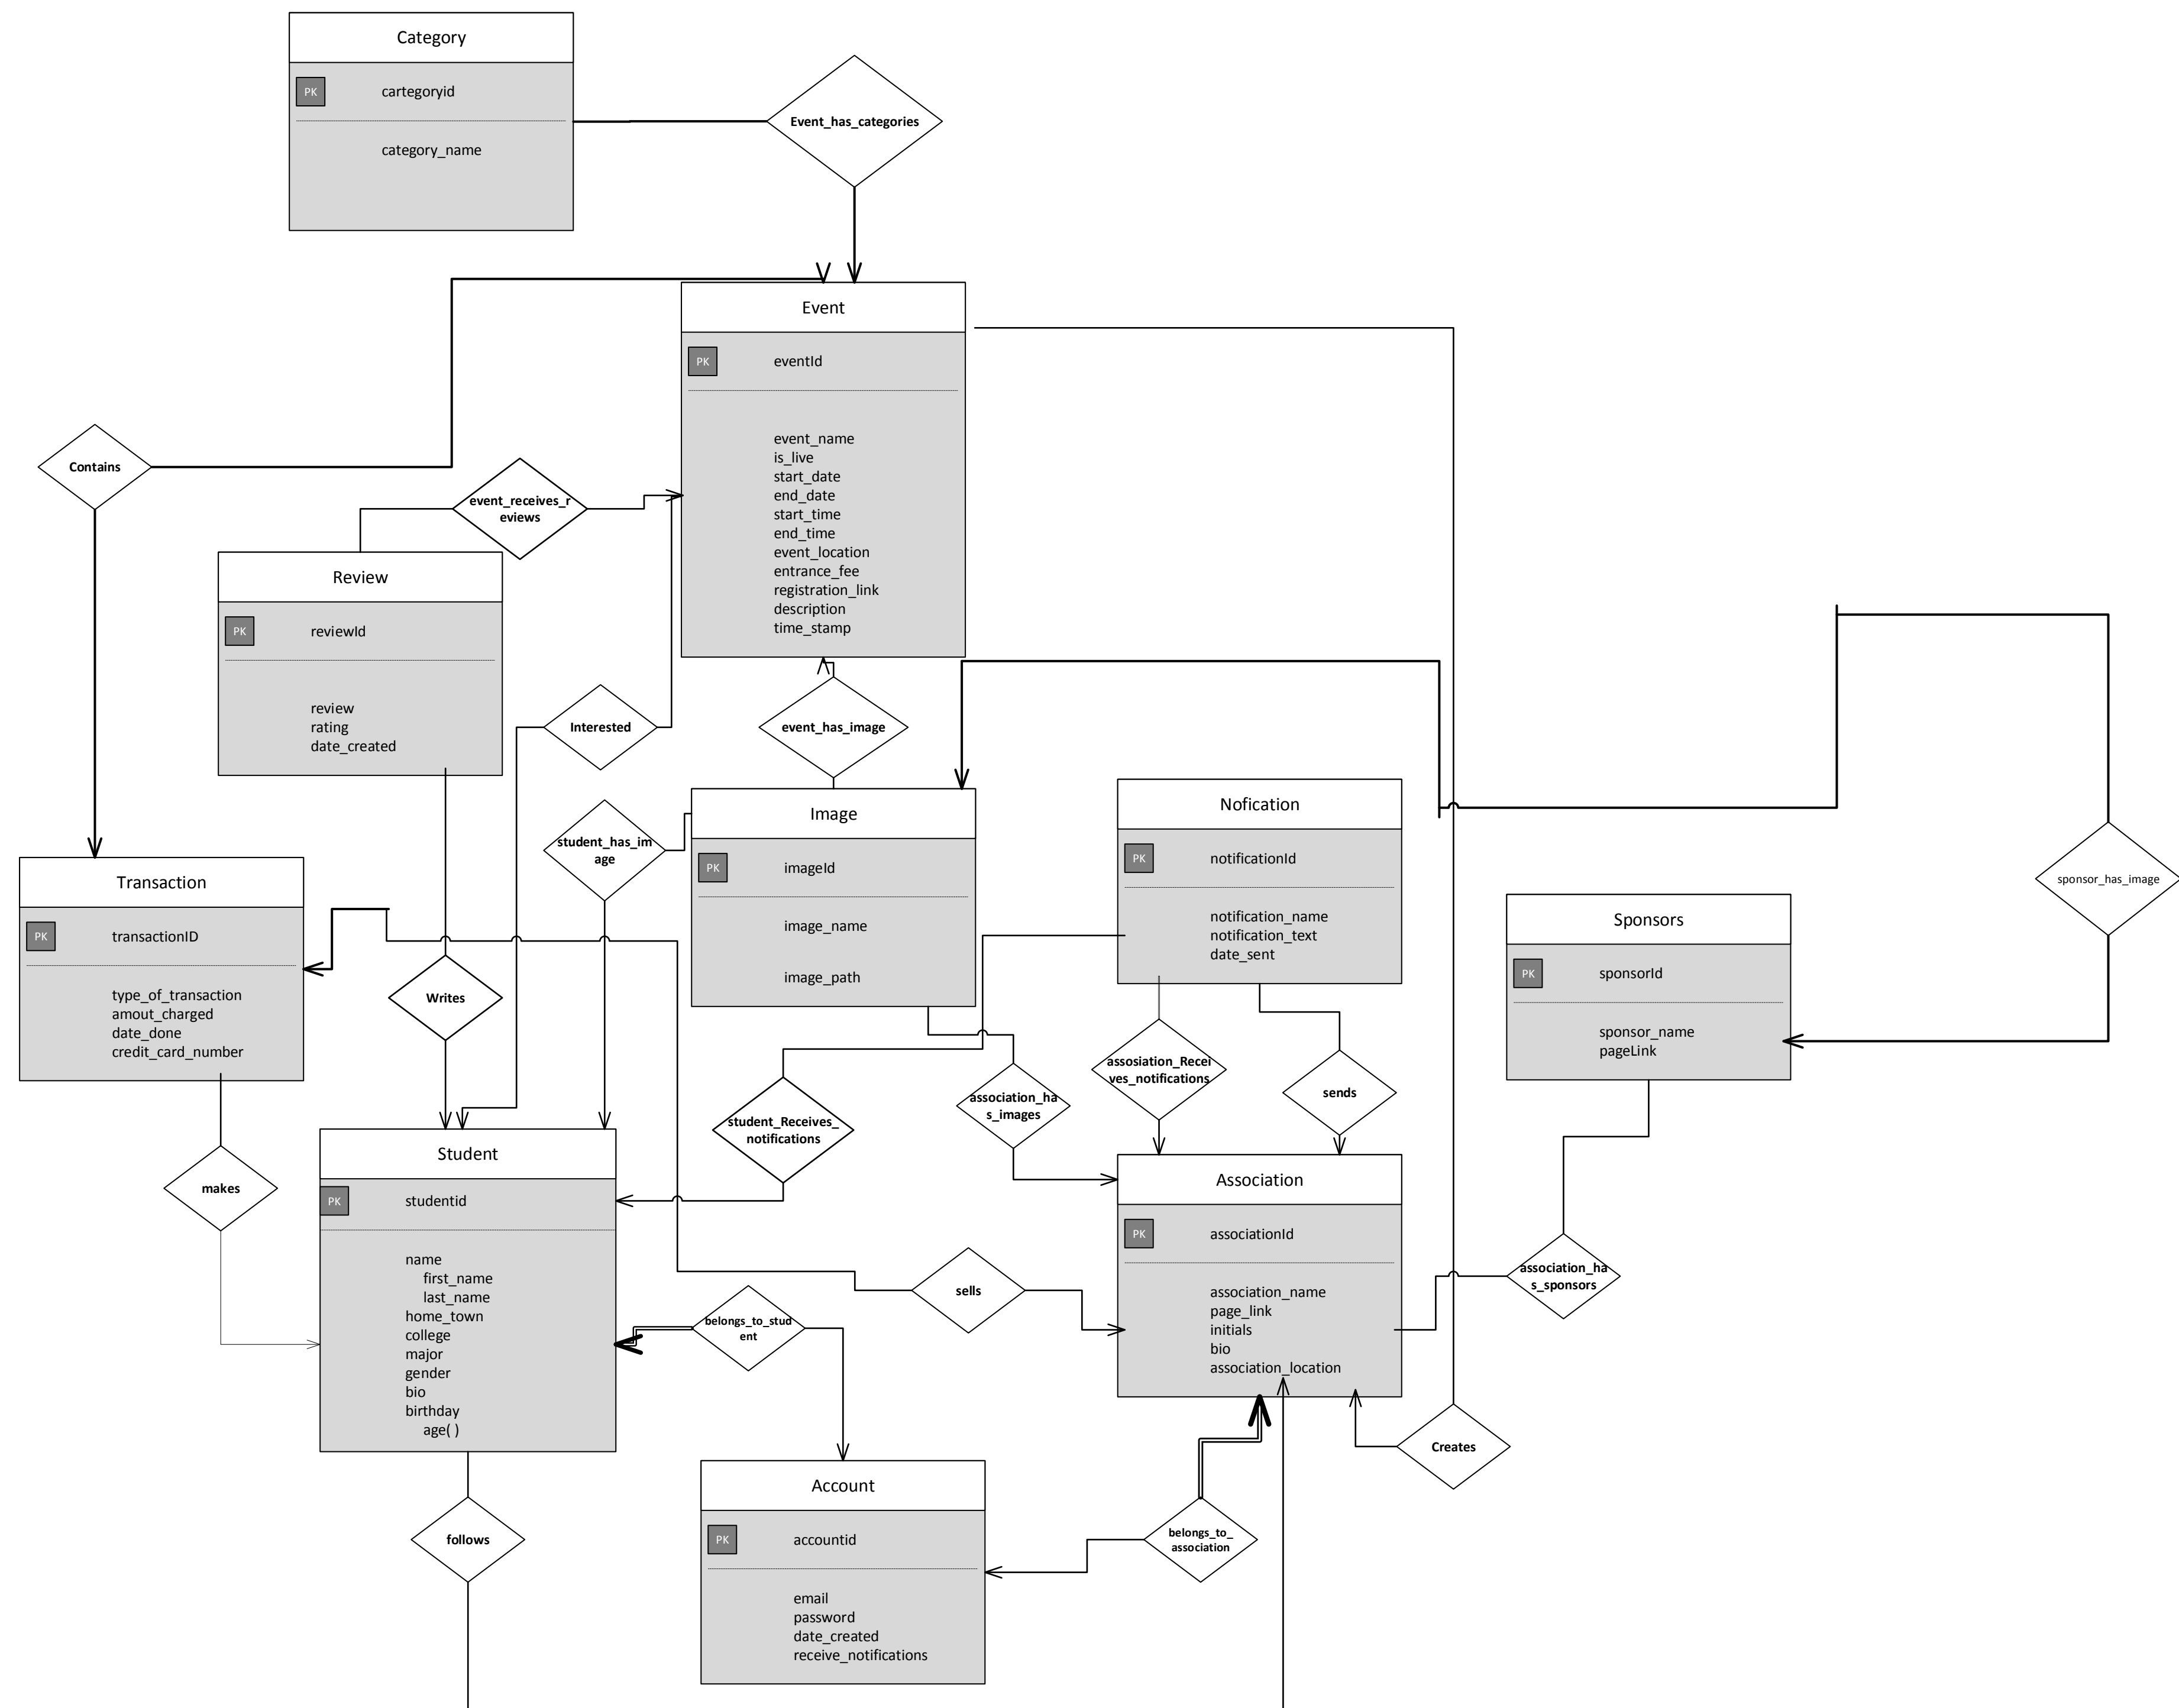 Category
PK
cartegoryid
category_name
Event_has_categories
Event
PK
eventId
event_name
is_live
start_date
end_date
start_time
end_time
event_location
entrance_fee
registration_link
description
time_stamp
Contains
event_receives_r
eviews
Review
PK
reviewId
review
rating
date_created
Interested
event_has_image
student_has_im
age
Image
PK
imageId
image_name
image_path
Nofication
PK
notificationId
notification_name
notification_text
date_sent
sponsor_has_image
Transaction
PK
transactionID
type_of_transaction
amout_charged
date_done
credit_card_number
Sponsors
PK
sponsorId
sponsor_name
pageLink
Writes
assosiation_Recei
ves_notifications
sends
association_ha
s_images
student_Receives_
notifications
makes
Student
PK
studentid
name
first_name
last_name
home_town
college
major
gender
bio
birthday
age( )
Association
PK
associationId
association_name
page_link
initials
bio
association_location
sells
association_ha
s_sponsors
belongs_to_stud
ent
Creates
follows
Account
PK
accountid
email
password
date_created
receive_notifications
belongs_to_
association